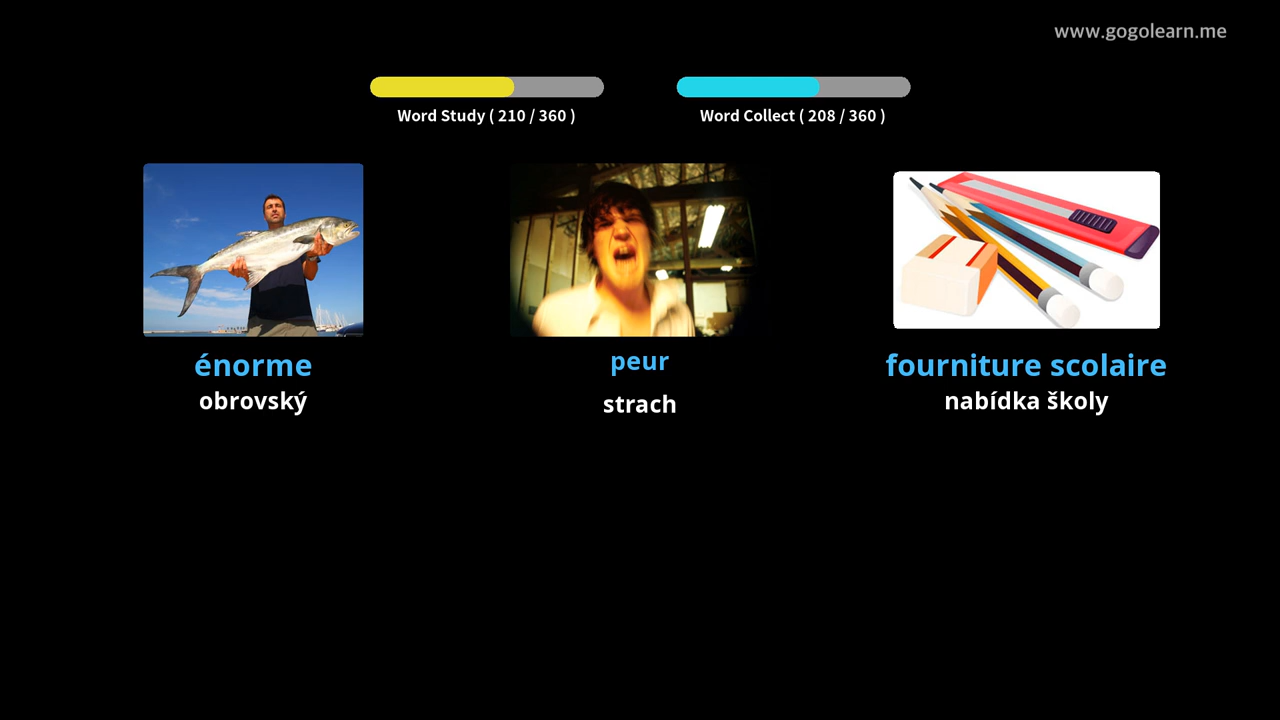 www.gogolearn.me
Word Study ( 210 / 360 )
Word Collect ( 208 / 360 )
énorme
obrovský
peur
strach
fourniture scolaire
nabídka školy